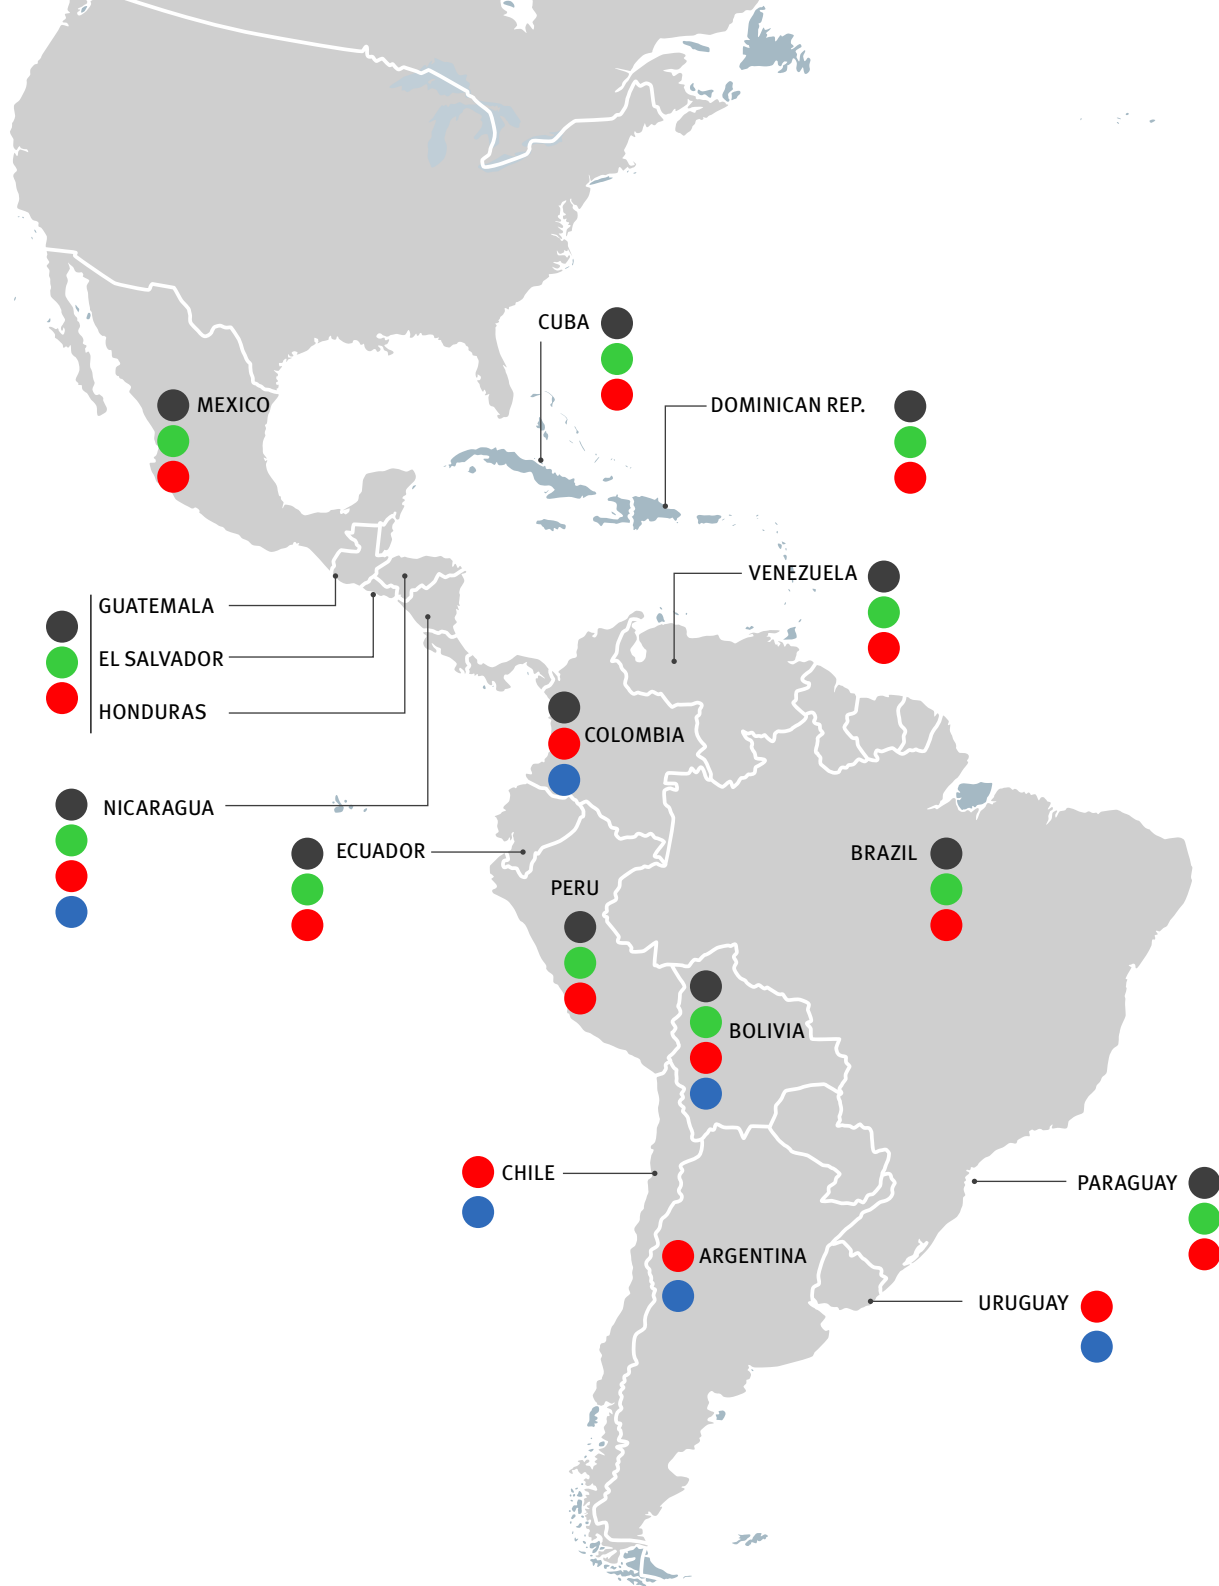 CUBA
MEXICO
DOMINICAN REP.
VENEZUELA
GUATEMALA
EL SALVADOR
HONDURAS
COLOMBIA
NICARAGUA
ECUADOR
BRAZIL
PERU
BOLIVIA
CHILE
PARAGUAY
ARGENTINA
URUGUAY